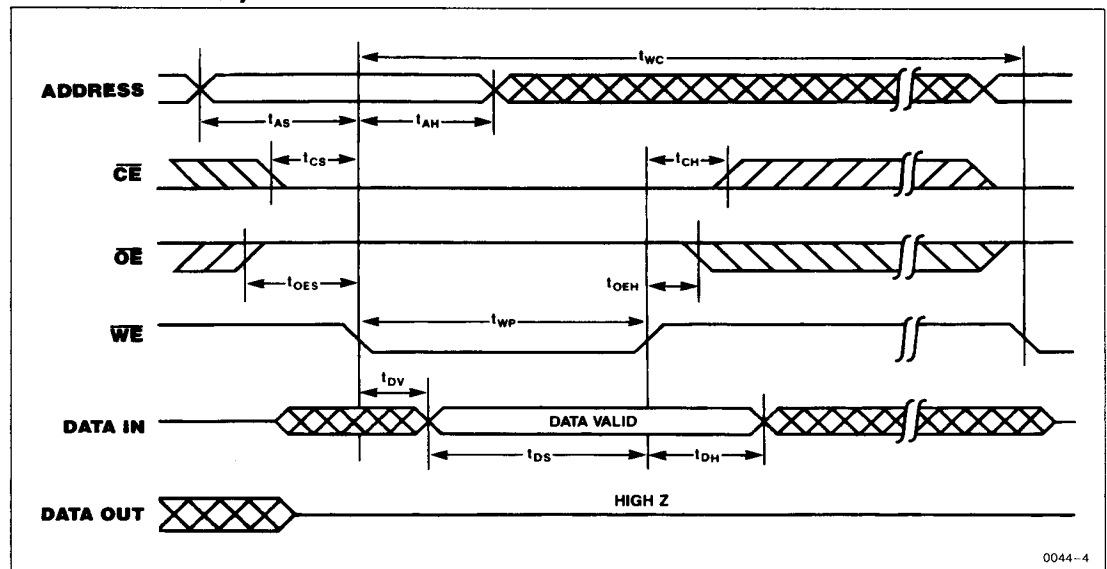 tWC
ADDRESS
tAS
tAH
CE
tCS
tCH
OE
tOES
tOEH
WE
tWP
tDV
DATA IN
DATA VALID
tDS
tDH
DATA OUT
HIGH Z
0044-4